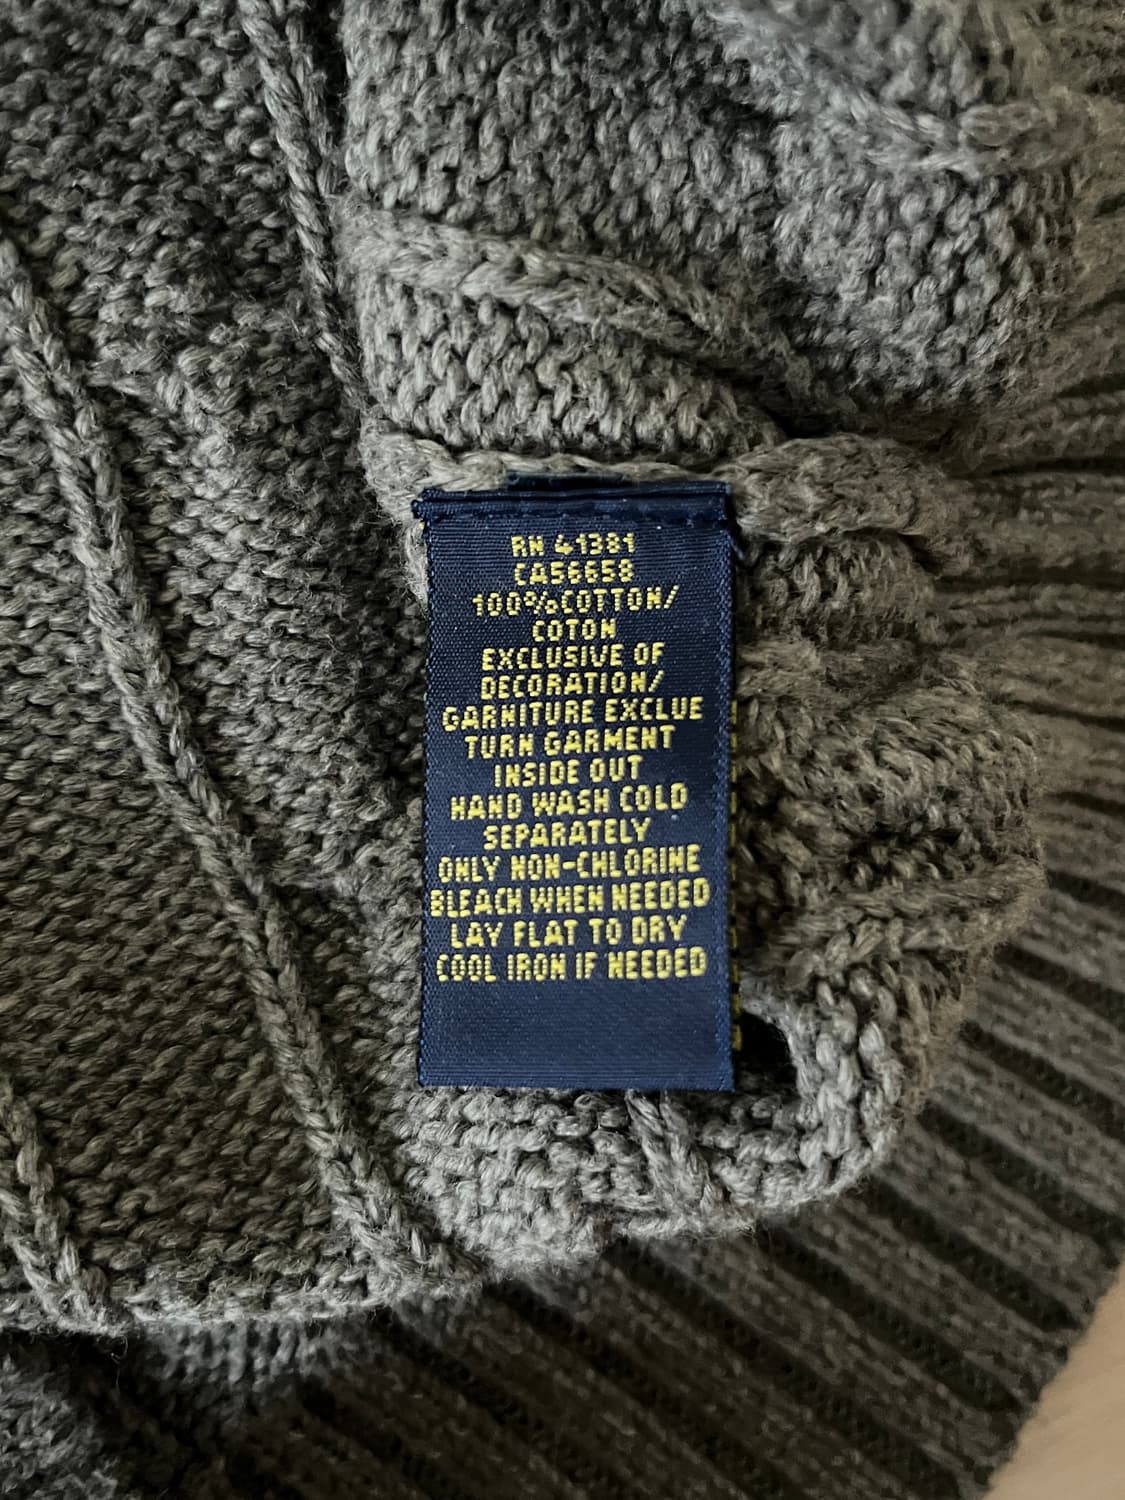 RN 41381
CA56658
100%COTTON/
COTON
EXCLUSIVE OF
DECORATION/
GARNITURE EXCLUE
TURN GARMENT
INSIDE OUT
HAND WASH COLD
SEPARATELY
ONLY NON-CHLORINE
BLEACH WHEN NEEDED
LAY FLAT TO DRY
COOL IRON IF NEEDED